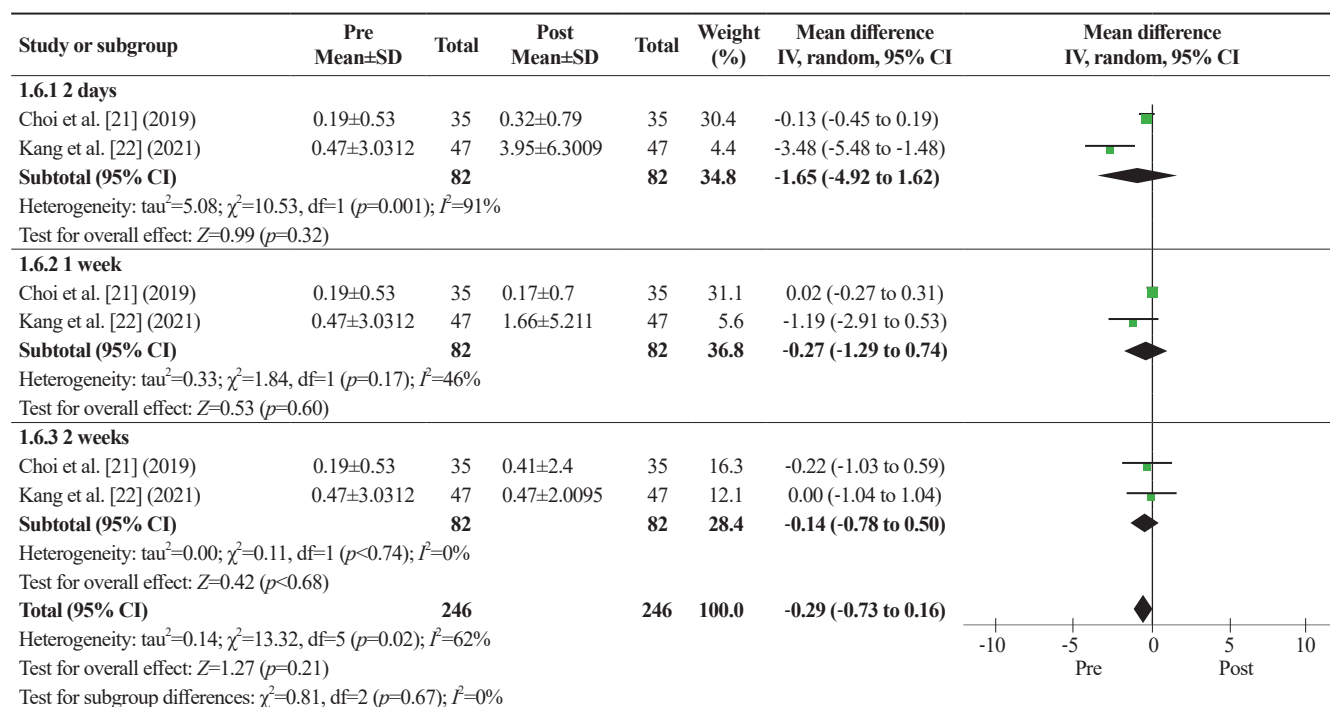 Study or subgroup Pre Mean±SD Total Post Mean±SD Total Weight (%) Mean difference IV, random, 95% CI Mean difference IV, random, 95% CI
1.6.1 2 days
Choi et al. [21] (2019) 0.19±0.53 35 0.32±0.79 35 30.4 -0.13 (-0.45 to 0.19)
Kang et al. [22] (2021) 0.47±3.0312 47 3.95±6.3009 47 4.4 -3.48 (-5.48 to -1.48)
Subtotal (95% CI) 82 82 34.8 -1.65 (-4.92 to 1.62)
Heterogeneity: tau²=5.08; χ²=10.53, df=1 (p=0.001); I²=91%
Test for overall effect: Z=0.99 (p=0.32)
1.6.2 1 week
Choi et al. [21] (2019) 0.19±0.53 35 0.17±0.7 35 31.1 0.02 (-0.27 to 0.31)
Kang et al. [22] (2021) 0.47±3.0312 47 1.66±5.211 47 5.6 -1.19 (-2.91 to 0.53)
Subtotal (95% CI) 82 82 36.8 -0.27 (-1.29 to 0.74)
Heterogeneity: tau²=0.33; χ²=1.84, df=1 (p=0.17); I²=46%
Test for overall effect: Z=0.53 (p=0.60)
1.6.3 2 weeks
Choi et al. [21] (2019) 0.19±0.53 35 0.41±2.4 35 16.3 -0.22 (-1.03 to 0.59)
Kang et al. [22] (2021) 0.47±3.0312 47 0.47±2.0095 47 12.1 0.00 (-1.04 to 1.04)
Subtotal (95% CI) 82 82 28.4 -0.14 (-0.78 to 0.50)
Heterogeneity: tau²=0.00; χ²=0.11, df=1 (p<0.74); I²=0%
Test for overall effect: Z=0.42 (p<0.68)
Total (95% CI) 246 246 100.0 -0.29 (-0.73 to 0.16)
Heterogeneity: tau²=0.14; χ²=13.32, df=5 (p=0.02); I²=62%
-10 -5 0 5 10
Test for overall effect: Z=1.27 (p=0.21)
Pre Post
Test for subgroup differences: χ²=0.81, df=2 (p=0.67); I²=0%